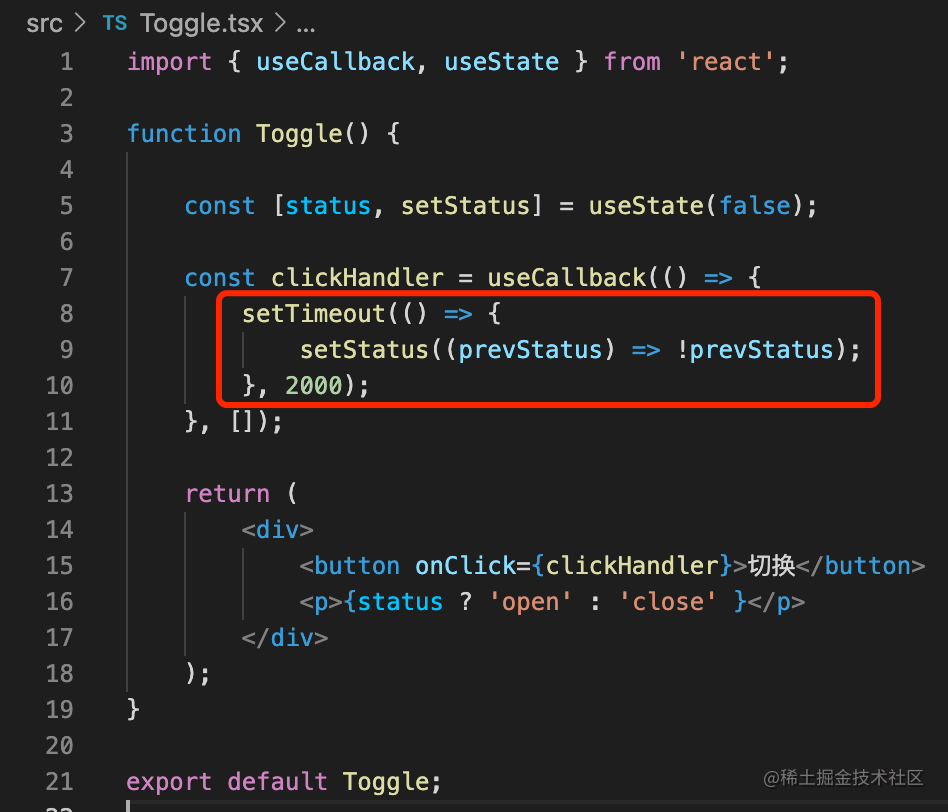 src > TS Toggle.tsx > ...
1 import { useCallback, useState } from 'react';
2
3 function Toggle() {
4
5 const [status, setStatus] = useState(false);
6
7 const clickHandler = useCallback(() => {
8 setTimeout(() => {
9 setStatus((prevStatus) => !prevStatus);
10 }, 2000);
11 }, []);
12
13 return (
14 <div>
15 <button onClick={clickHandler}>切换</button>
16 <p>{status ? 'open' : 'close' }</p>
17 </div>
18 );
19 }
20
21 export default Toggle;
@稀土掘金技术社区